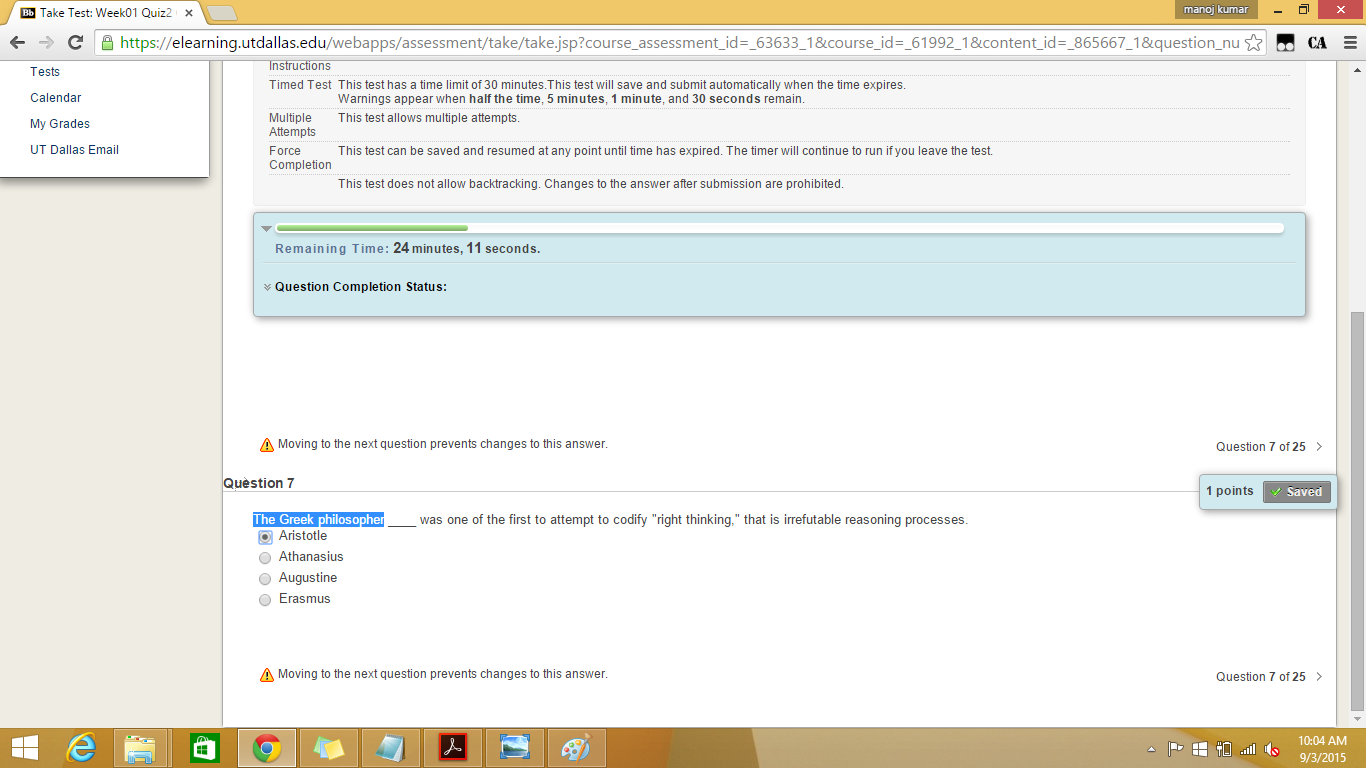 Take Test: Week01 Quiz2
manoj kumar
https://elearning.utdallas.edu/webapps/assessment/take/take.jsp?course_assessment_id=_63633_1&course_id=_61992_1&content_id=_865667_1&question_nu
CA
Tests
Calendar
My Grades
UT Dallas Email
Instructions
Timed Test This test has a time limit of 30 minutes.This test will save and submit automatically when the time expires.
Warnings appear when half the time, 5 minutes, 1 minute, and 30 seconds remain.
Multiple Attempts This test allows multiple attempts.
Force Completion This test can be saved and resumed at any point until time has expired. The timer will continue to run if you leave the test.
This test does not allow backtracking. Changes to the answer after submission are prohibited.
Remaining Time: 24 minutes, 11 seconds.
Question Completion Status:
Moving to the next question prevents changes to this answer.
Question 7 of 25
Question 7
1 points
Saved
The Greek philosopher ____ was one of the first to attempt to codify "right thinking," that is irrefutable reasoning processes.
Aristotle
Athanasius
Augustine
Erasmus
Moving to the next question prevents changes to this answer.
Question 7 of 25
10:04 AM
9/3/2015